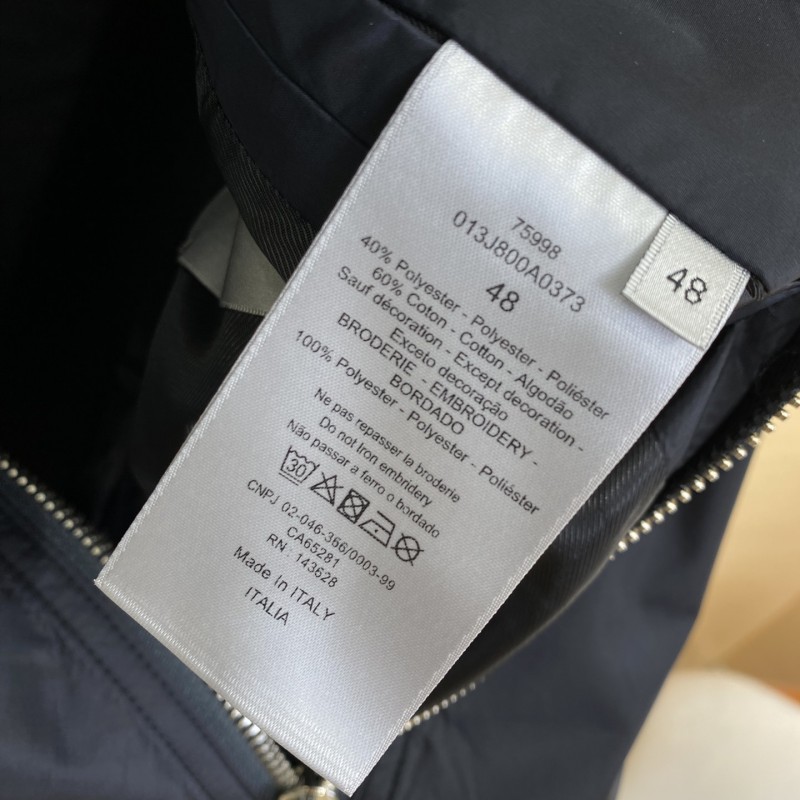 75998
013J800A0373
48
40% Polyester - Polyester - Poliéster
60% Coton - Cotton - Algodão
Sauf décoration - Except decoration -
Exceto decoração
BRODERIE - EMBROIDERY -
BORDADO
100% Polyester - Polyester - Poliéster
Ne pas repasser la broderie
Do not Iron embridery
Não passar a ferro o bordado
30
CNPJ 02-046-366/0003-99
CA65281
RN : 143628
Made in ITALY
ITALIA
48